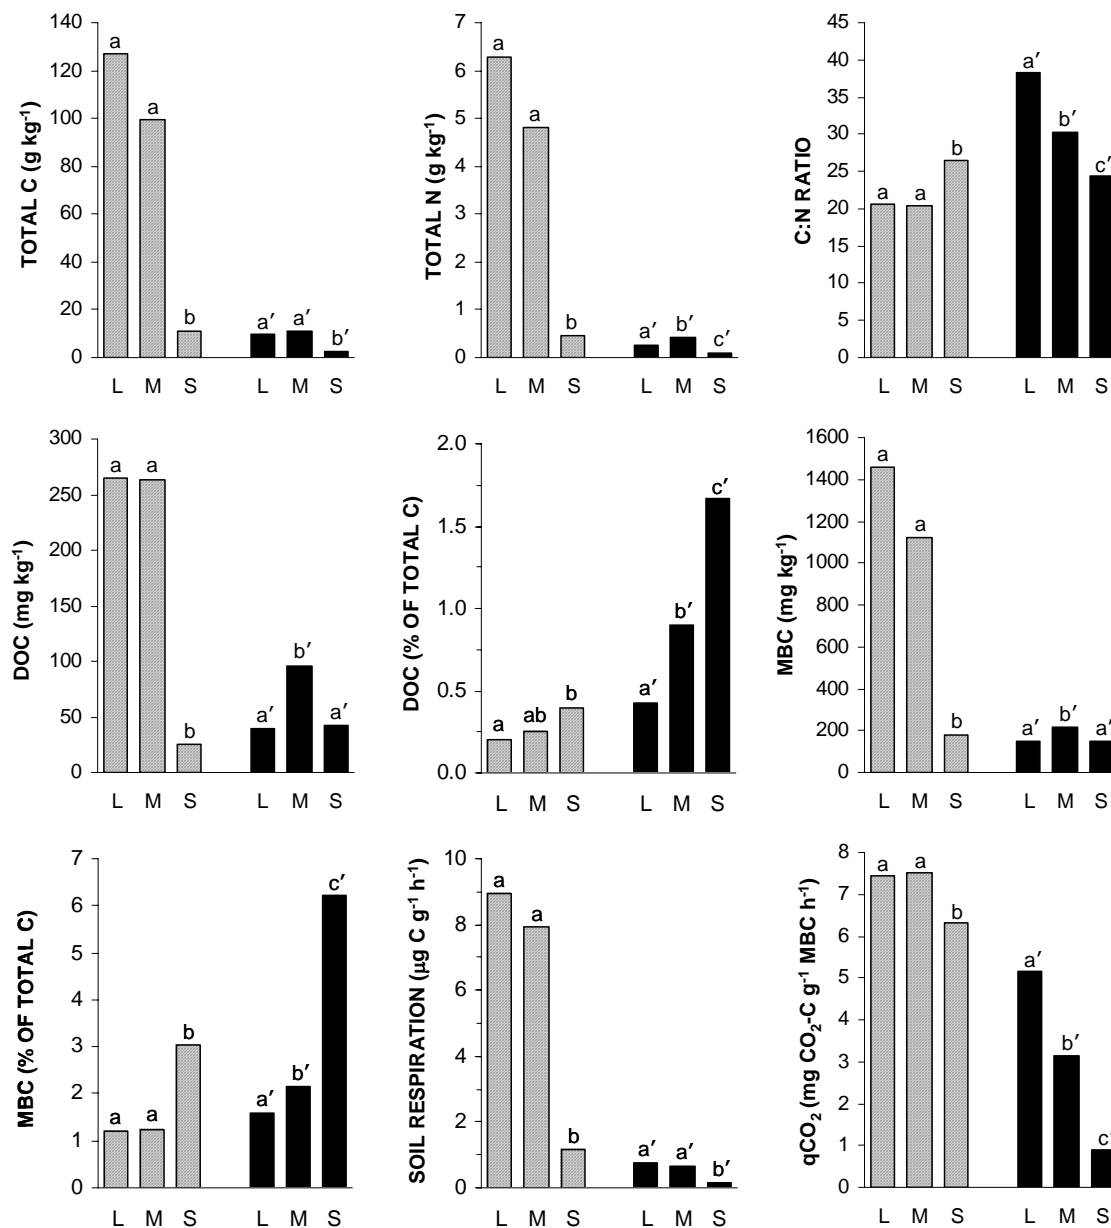 TOTAL C (g kg-1)
140
120
100
80
60
40
20
0
a
a
b
a′
a′
b′
L M S L M S
TOTAL N (g kg-1)
7
6
5
4
3
2
1
0
a
a
b
a′
b′
c′
L M S L M S
C:N RATIO
45
40
35
30
25
20
15
10
5
0
a
a
b
a′
b′
c′
L M S L M S
DOC (mg kg-1)
300
250
200
150
100
50
0
a
a
b
a′
b′
a′
L M S L M S
DOC (% OF TOTAL C)
2.0
1.5
1.0
0.5
0.0
a
ab
b
a′
b′
c′
L M S L M S
MBC (mg kg-1)
1600
1400
1200
1000
800
600
400
200
0
a
a
b
a′
b′
a′
L M S L M S
MBC (% OF TOTAL C)
7
6
5
4
3
2
1
0
a
a
b
a′
b′
c′
L M S L M S
SOIL RESPIRATION (µg C g-1 h-1)
10
8
6
4
2
0
a
a
b
a′
a′
b′
L M S L M S
qCO2 (mg CO2-C g-1 MBC h-1)
8
7
6
5
4
3
2
1
0
a
a
b
a′
b′
c′
L M S L M S